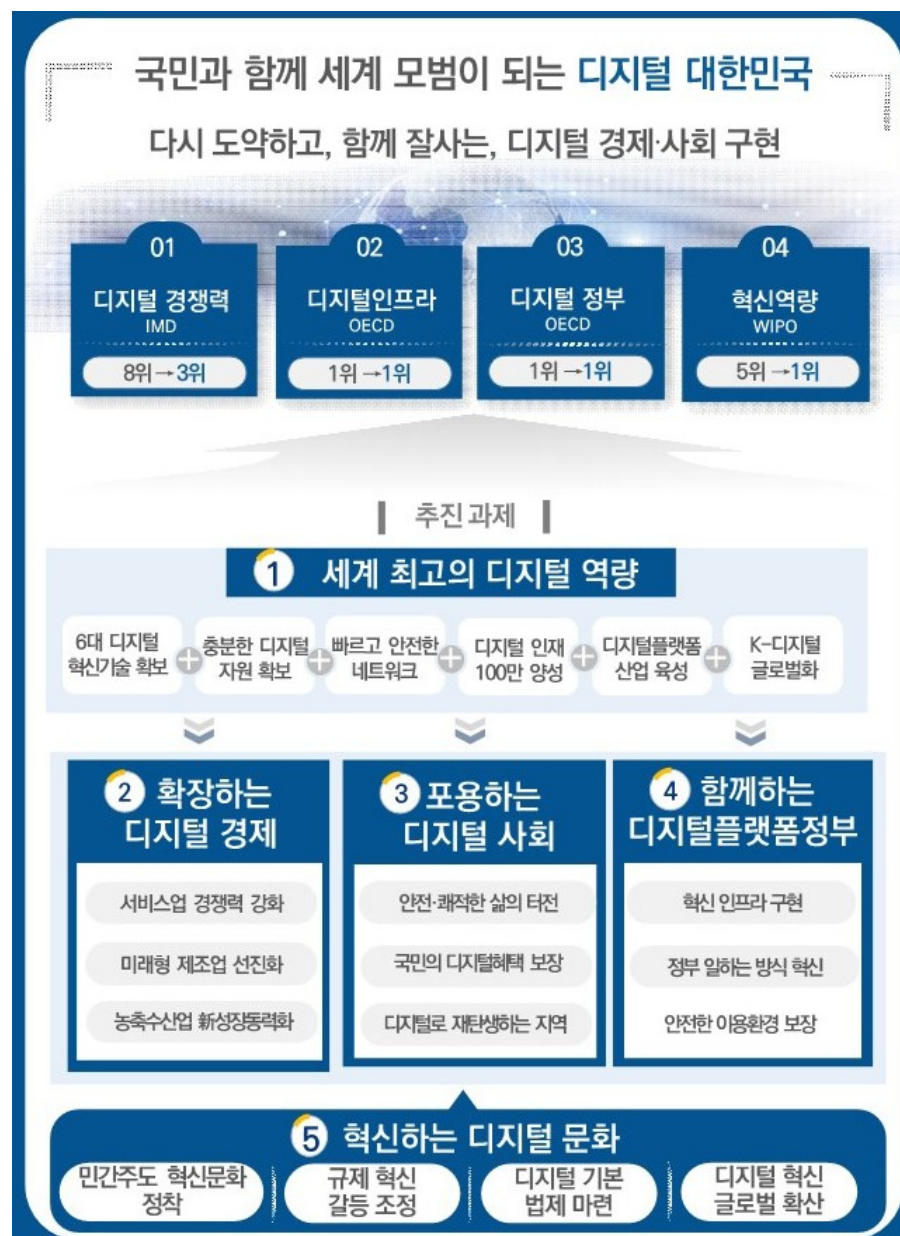 국민과 함께 세계 모범이 되는 디지털 대한민국
다시 도약하고, 함께 잘사는, 디지털 경제·사회 구현
01
디지털 경쟁력
IMD
8위→3위
02
디지털인프라
OECD
1위→1위
03
디지털 정부
OECD
1위→1위
04
혁신역량
WIPO
5위→1위
추진 과제
1 세계 최고의 디지털 역량
6대 디지털
혁신기술 확보
+
충분한 디지털
자원 확보
+
빠르고 안전한
네트워크
+
디지털 인재
100만 양성
+
디지털플랫폼
산업 육성
+
K-디지털
글로벌화
2 확장하는
디지털 경제
서비스업 경쟁력 강화
미래형 제조업 선진화
농축수산업 新성장동력화
3 포용하는
디지털 사회
안전·쾌적한 삶의 터전
국민의 디지털혜택 보장
디지털로 재탄생하는 지역
4 함께하는
디지털플랫폼정부
혁신 인프라 구현
정부 일하는 방식 혁신
안전한 이용환경 보장
5 혁신하는 디지털 문화
민간주도 혁신문화
정착
규제 혁신
갈등 조정
디지털 기본
법제 마련
디지털 혁신
글로벌 확산